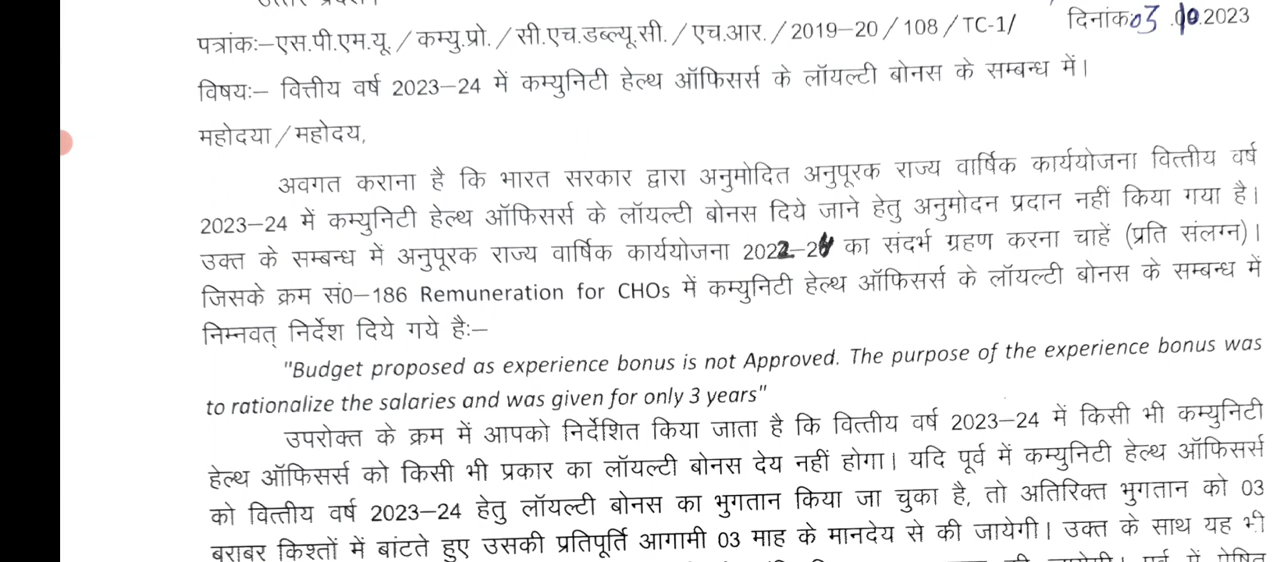 उत्तर प्रदेश।
पत्रांकः–एस.पी.एम.यू. / कम्यु.प्रो. / सी.एच.डब्ल्यू.सी. / एच.आर. / 2019–20 / 108 / TC-1/ दिनांकः03 .10.2023
विषयः– वित्तीय वर्ष 2023–24 में कम्युनिटी हेल्थ ऑफिसर्स के लॉयल्टी बोनस के सम्बन्ध में।
महोदया / महोदय,
अवगत कराना है कि भारत सरकार द्वारा अनुमोदित अनुपूरक राज्य वार्षिक कार्ययोजना वित्तीय वर्ष
2023–24 में कम्युनिटी हेल्थ ऑफिसर्स के लॉयल्टी बोनस दिये जाने हेतु अनुमोदन प्रदान नहीं किया गया है।
उक्त के सम्बन्ध में अनुपूरक राज्य वार्षिक कार्ययोजना 2022–24 का संदर्भ ग्रहण करना चाहें (प्रति संलग्न)।
जिसके क्रम सं0–186 Remuneration for CHOs में कम्युनिटी हेल्थ ऑफिसर्स के लॉयल्टी बोनस के सम्बन्ध में
निम्नवत् निर्देश दिये गये हैः–
"Budget proposed as experience bonus is not Approved. The purpose of the experience bonus was
to rationalize the salaries and was given for only 3 years"
उपरोक्त के क्रम में आपको निर्देशित किया जाता है कि वित्तीय वर्ष 2023–24 में किसी भी कम्युनिटी
हेल्थ ऑफिसर्स को किसी भी प्रकार का लॉयल्टी बोनस देय नहीं होगा। यदि पूर्व में कम्युनिटी हेल्थ ऑफिसर्स
को वित्तीय वर्ष 2023–24 हेतु लॉयल्टी बोनस का भुगतान किया जा चुका है, तो अतिरिक्त भुगतान को 03
बराबर किश्तों में बांटते हुए उसकी प्रतिपूर्ति आगामी 03 माह के मानदेय से की जायेगी। उक्त के साथ यह भी
की जायेगी। पूर्व में प्रेषित